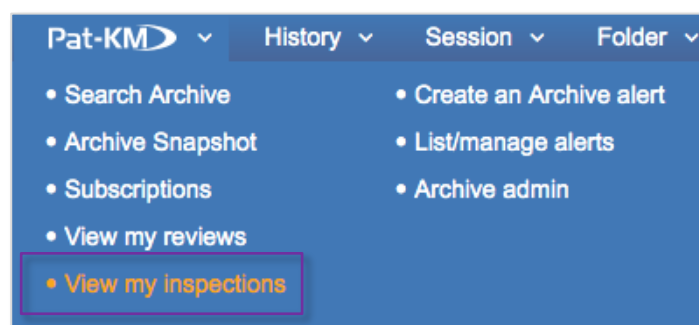 Pat-KM History Session Folder
• Search Archive • Create an Archive alert
• Archive Snapshot • List/manage alerts
• Subscriptions • Archive admin
• View my reviews
• View my inspections